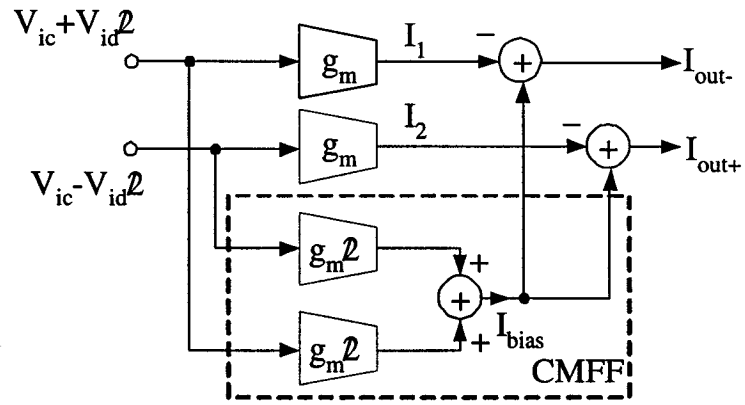 V_ic+V_id/2
g_m
I_1
−
+
I_out-
g_m
I_2
−
+
I_out+
V_ic-V_id/2
g_m/2
+
+
I_bias
g_m/2
+
CMFF